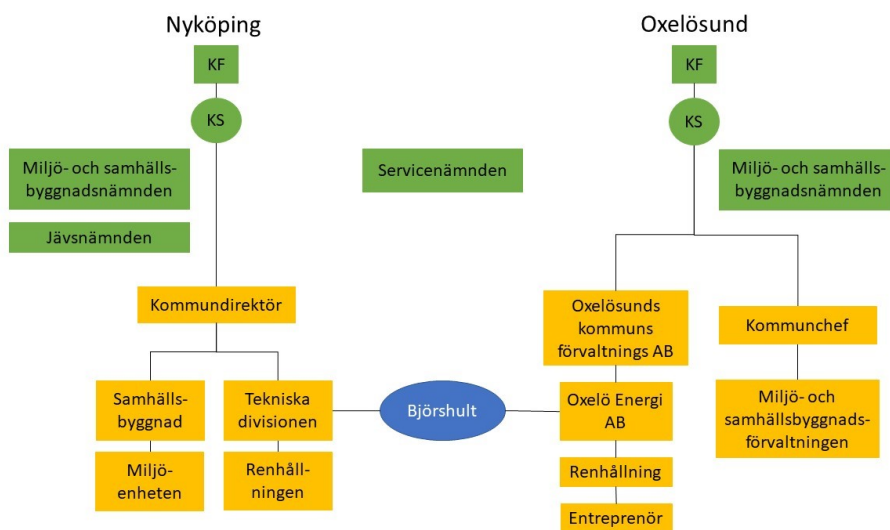 Nyköping
Oxelösund
KF
KF
KS
KS
Miljö- och samhälls-
byggnadsnämnden
Servicenämnden
Miljö- och samhälls-
byggnadsnämnden
Jävsnämnden
Kommundirektör
Oxelösunds
kommuns
förvaltnings AB
Kommunchef
Samhälls-
byggnad
Tekniska
divisionen
Björshult
Oxelö Energi
AB
Miljö- och
samhällsbyggnads-
förvaltningen
Miljö-
enheten
Renhåll-
ningen
Renhållning
Entreprenör